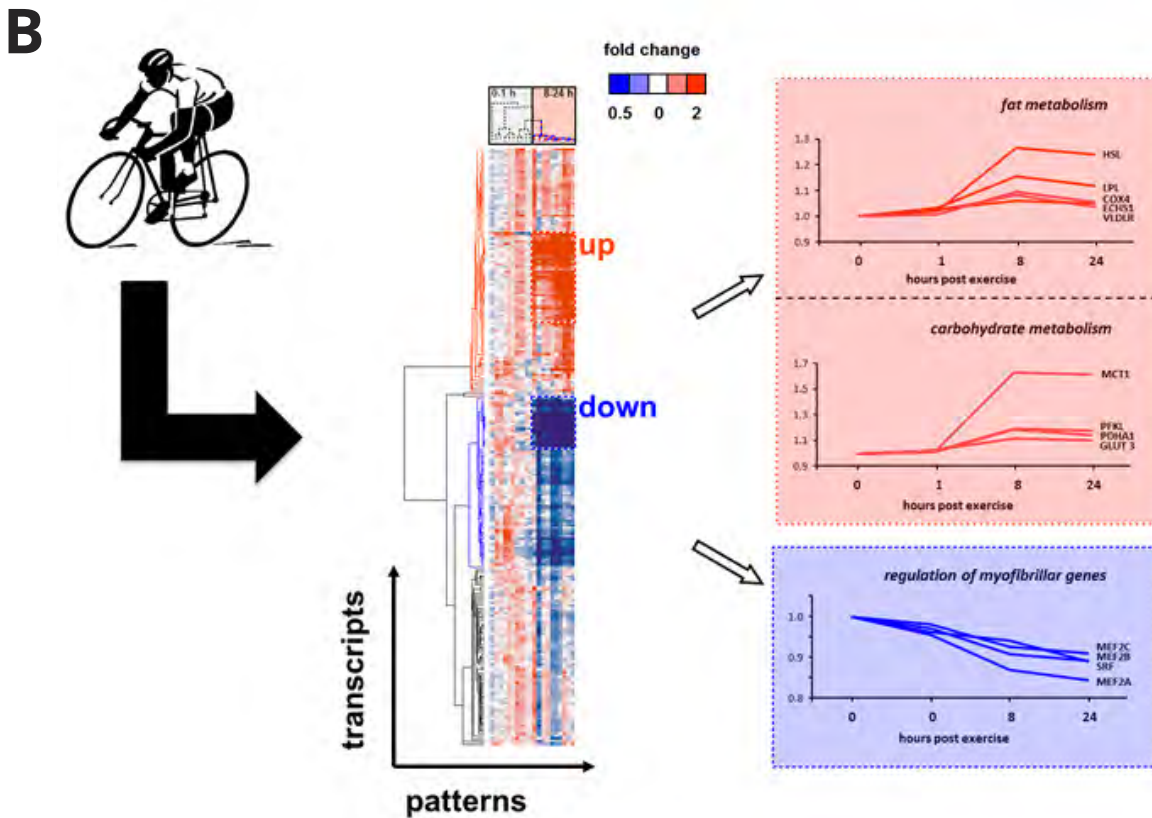 B
fold change
0.5 0 2
0-1 h 8-24 h
up
down
transcripts
patterns
fat metabolism
1.3
1.2
1.1
1.0
0.9
HSL
LPL
COX4
ECHS1
VLDLR
0 1 8 24
hours post exercise
carbohydrate metabolism
1.7
1.5
1.3
1.1
0.9
MCT1
PFKL
PDHA1
GLUT 3
0 1 8 24
hours post exercise
regulation of myofibrillar genes
1.0
0.9
0.8
MEF2C
MEF2B
SRF
MEF2A
0 0 8 24
hours post exercise